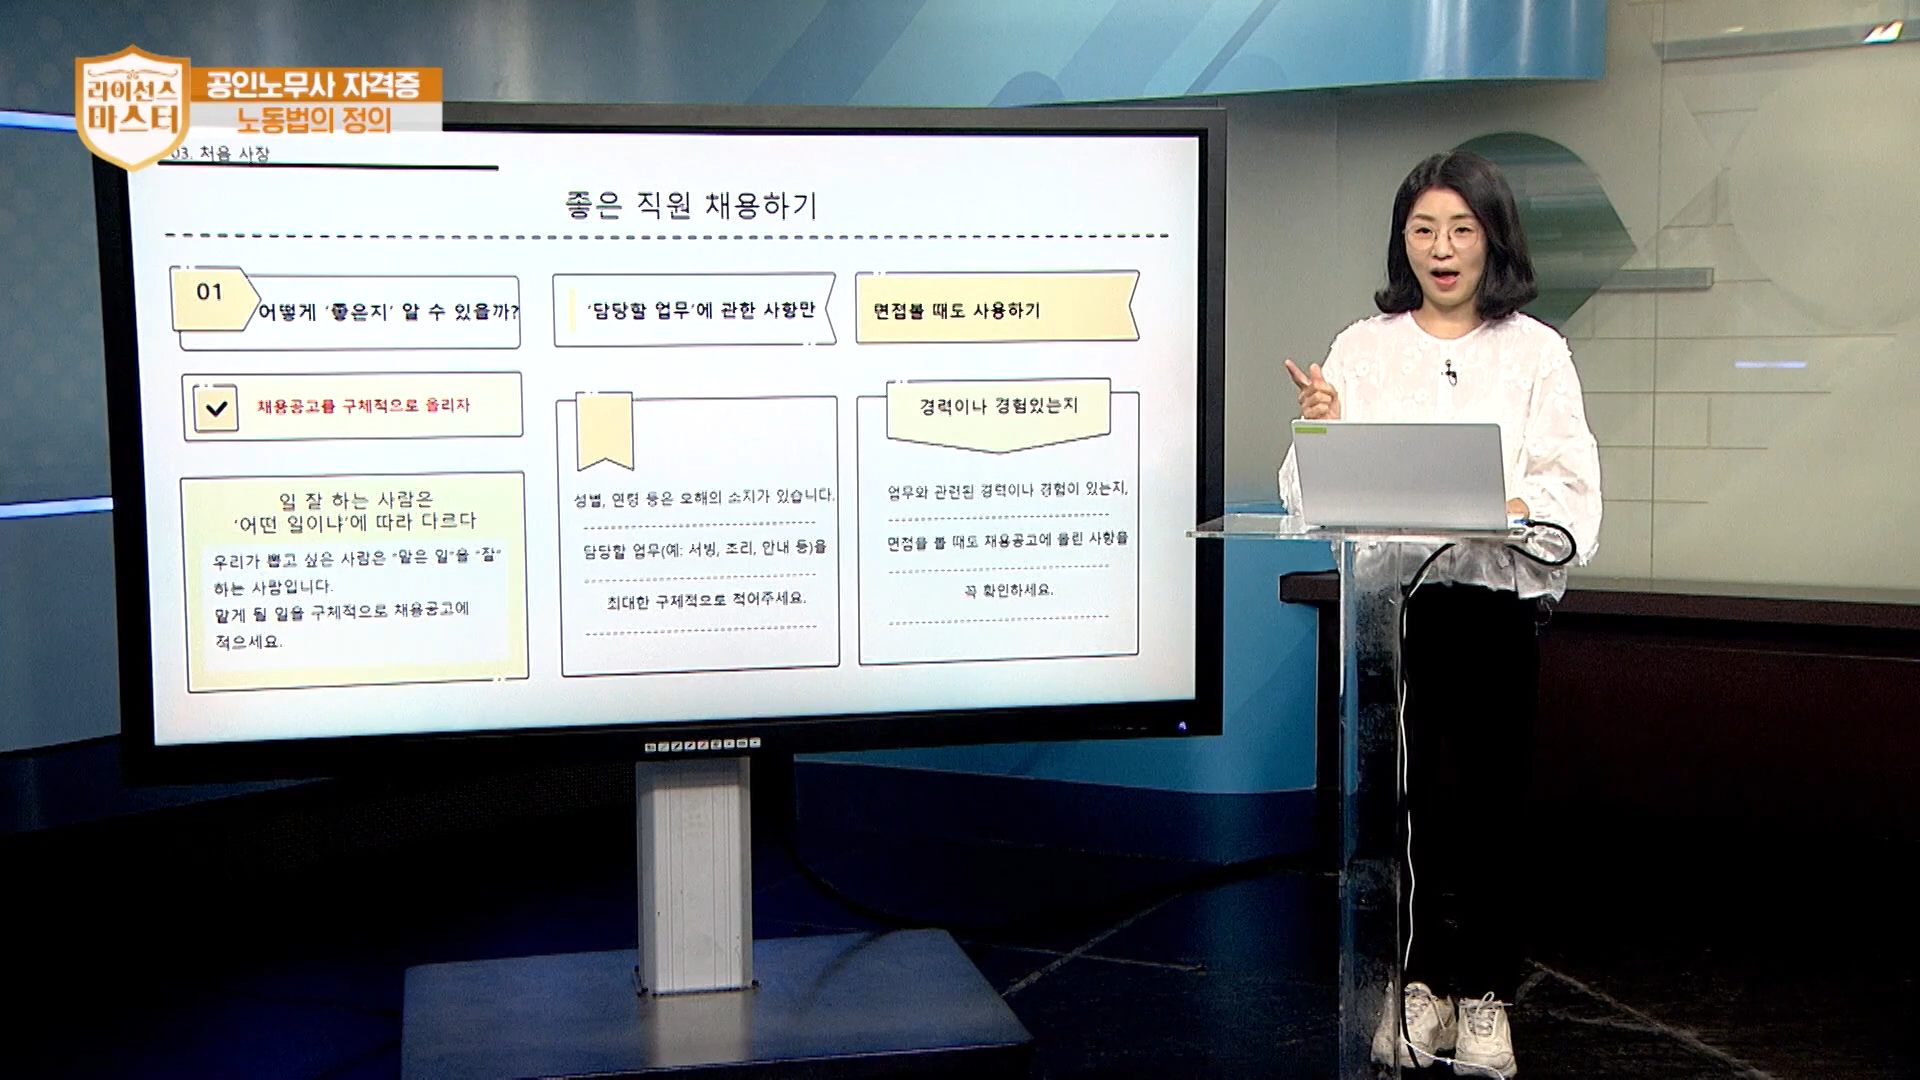 라이선스
마스터
공인노무사 자격증
노동법의 정의
03. 처음 사장
좋은 직원 채용하기
01
어떻게 '좋은지' 알 수 있을까?
'담당할 업무'에 관한 사항만
면접볼 때도 사용하기
채용공고를 구체적으로 올리자
일 잘 하는 사람은
'어떤 일이냐'에 따라 다르다
우리가 뽑고 싶은 사람은 "맡은 일"을 "잘"
하는 사람입니다.
맡게 될 일을 구체적으로 채용공고에
적으세요.
성별, 연령 등은 오해의 소지가 있습니다.
담당할 업무(예: 서빙, 조리, 안내 등)을
최대한 구체적으로 적어주세요.
경력이나 경험있는지
업무와 관련된 경력이나 경험이 있는지,
면접을 볼 때도 채용공고에 올린 사항을
꼭 확인하세요.